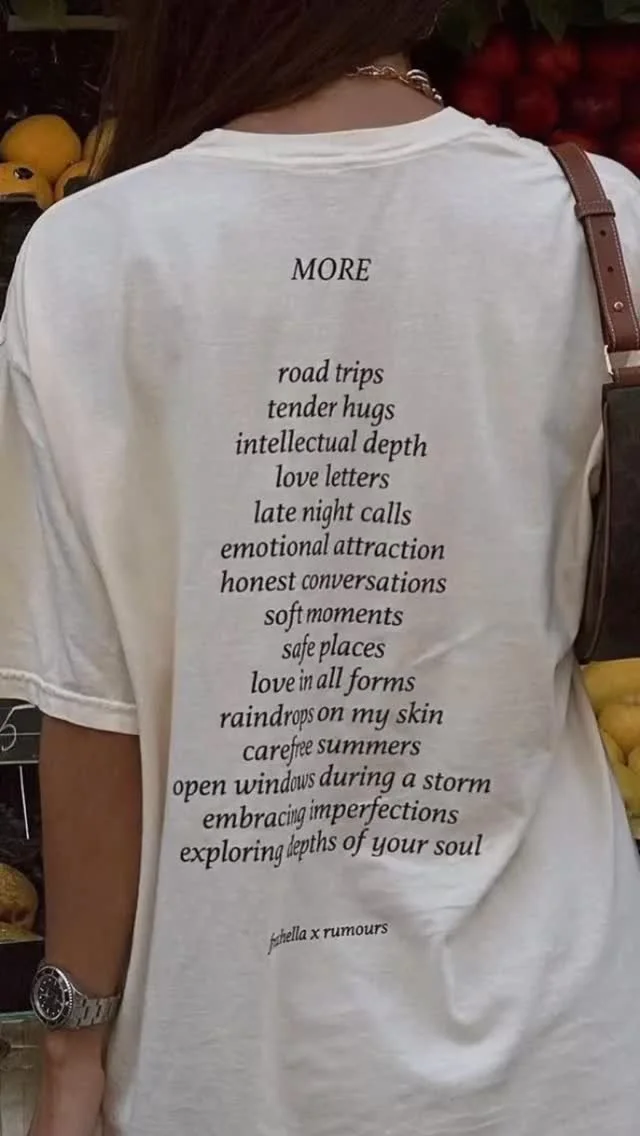 MORE
road trips
tender hugs
intellectual depth
love letters
late night calls
emotional attraction
honest conversations
soft moments
safe places
love in all forms
raindrops on my skin
carefree summers
open windows during a storm
embracing imperfections
exploring depths of your soul
x rumours
5